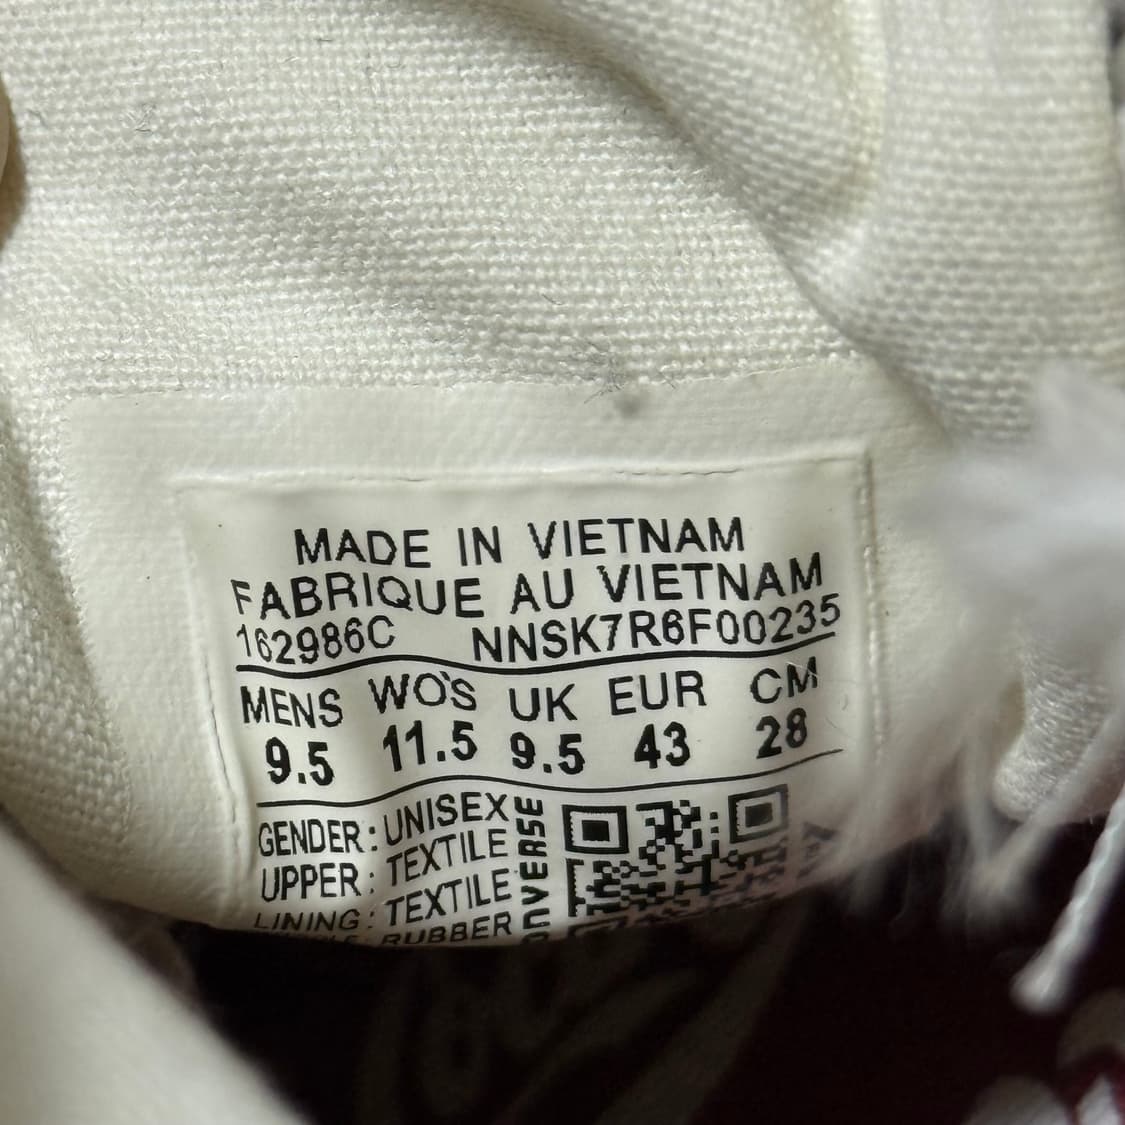 MADE IN VIETNAM
FABRIQUE AU VIETNAM
162986C NNSK7R6F00235
MENS WO'S UK EUR CM
9.5 11.5 9.5 43 28
GENDER: UNISEX
UPPER: TEXTILE
LINING: TEXTILE
RUBBER